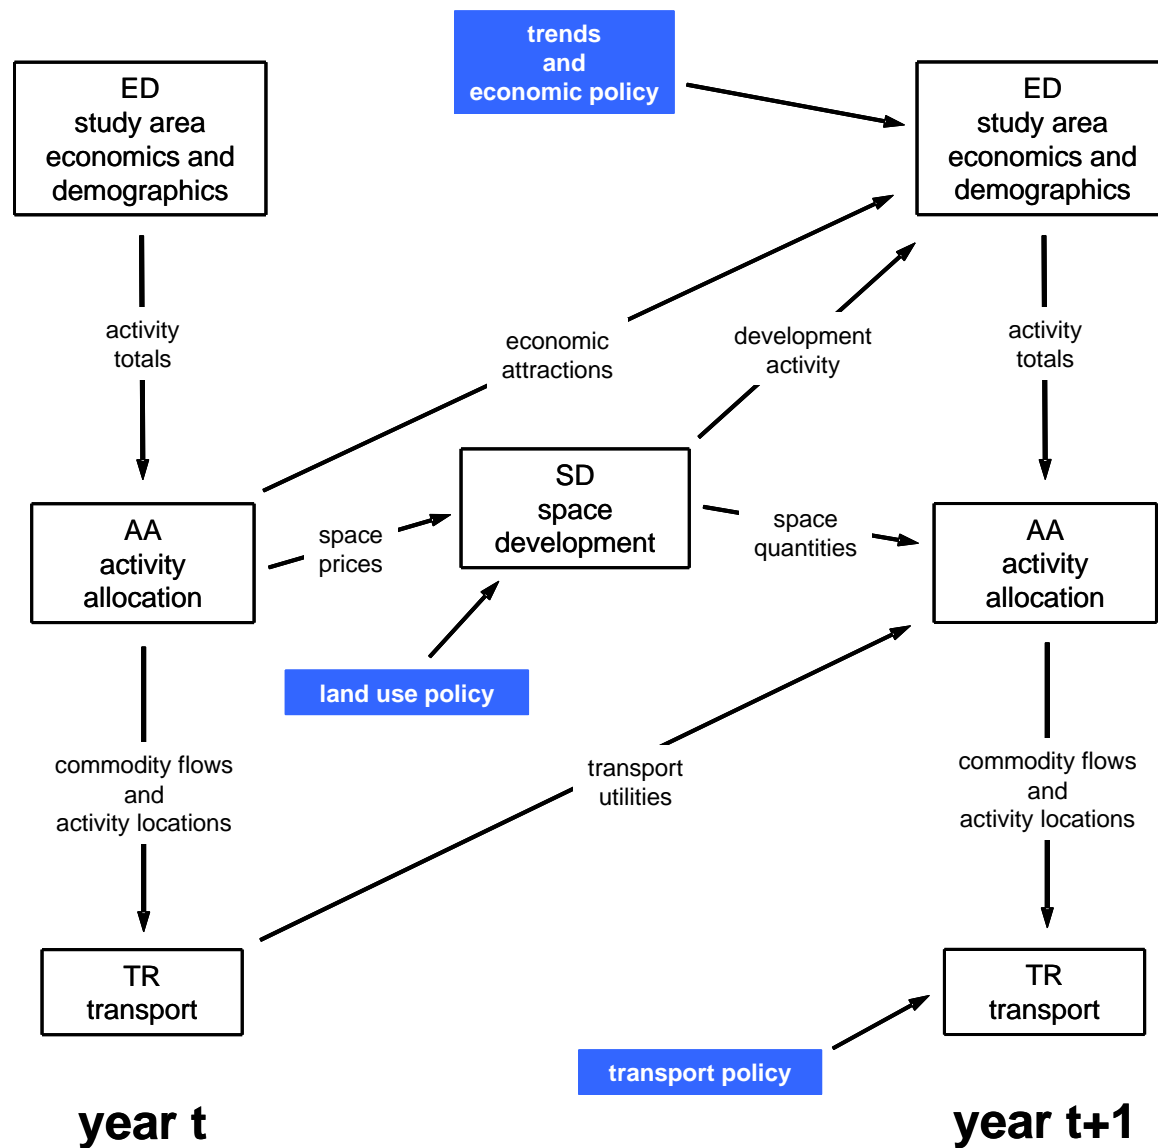 trends
and
economic policy
ED
study area
economics and
demographics
ED
study area
economics and
demographics
activity
totals
economic
attractions
development
activity
activity
totals
AA
activity
allocation
space
prices
SD
space
development
space
quantities
AA
activity
allocation
land use policy
commodity flows
and
activity locations
transport
utilities
commodity flows
and
activity locations
TR
transport
TR
transport
transport policy
year t
year t+1